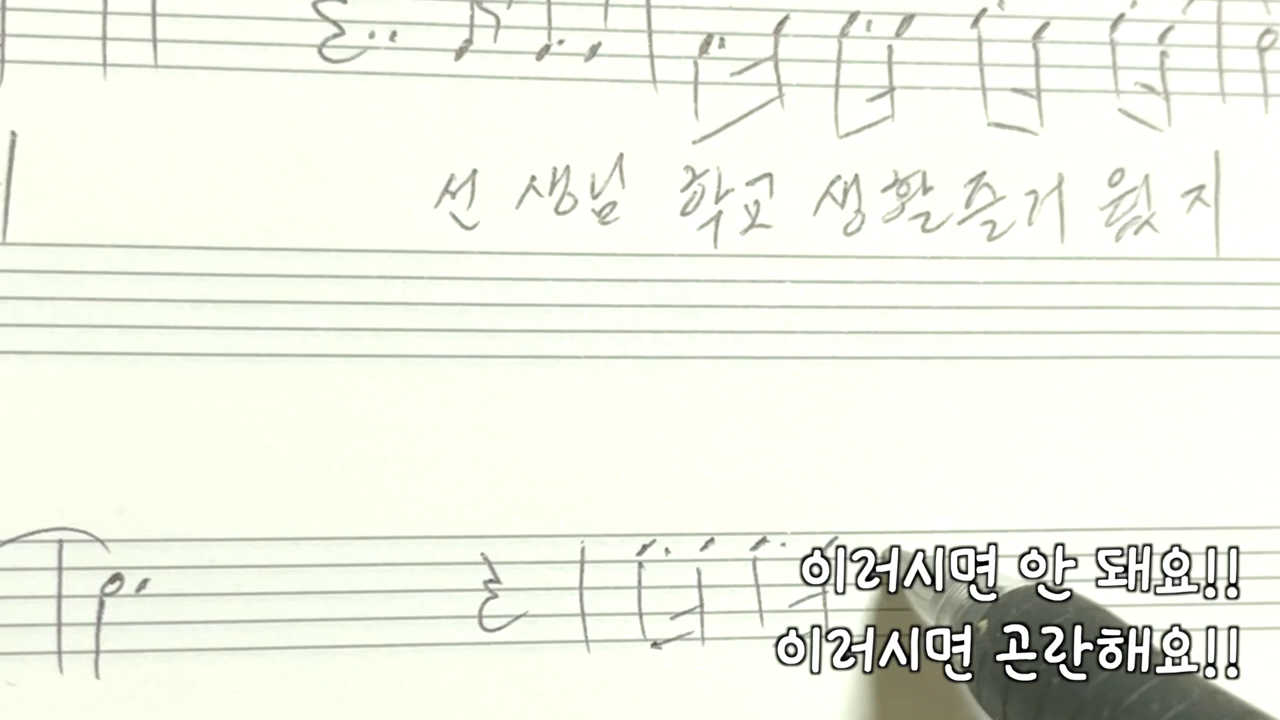 선 생님 학교 생활즐거 웠지
이러시면 안 돼요!!
이러시면 곤란해요!!